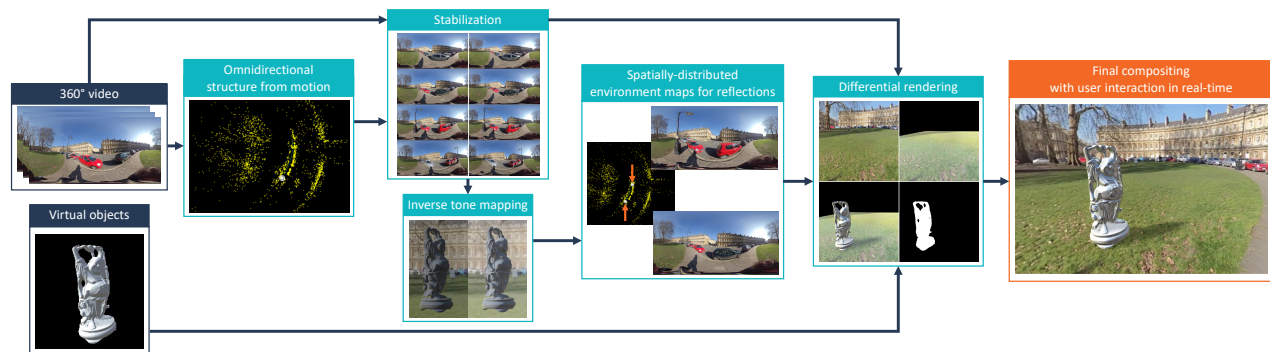 Stabilization
Omnidirectional
structure from motion
360° video
Spatially-distributed
environment maps for reflections
Differential rendering
Final compositing
with user interaction in real-time
Virtual objects
Inverse tone mapping